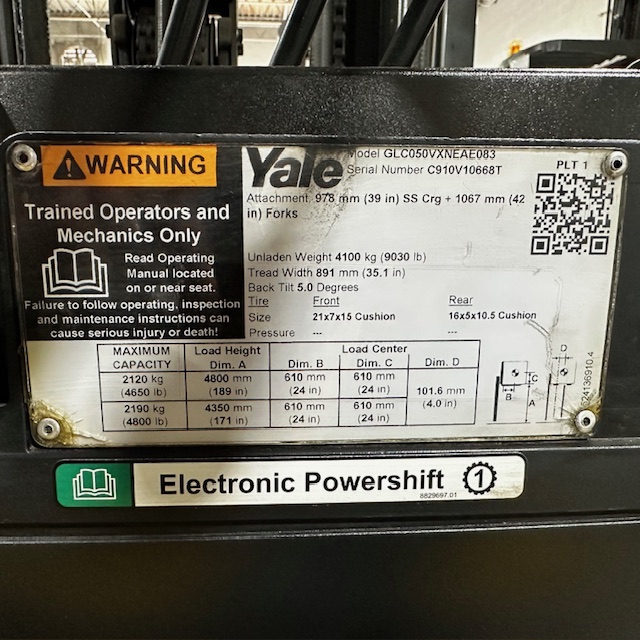 WARNING
Trained Operators and
Mechanics Only
Read Operating
Manual located
on or near seat.
Failure to follow operating, inspection
and maintenance instructions can
cause serious injury or death!
Yale
Model GLC050VXNEAE083
Serial Number C910V10668T
PLT 1
Attachment 978 mm (39 in) SS Crg + 1067 mm (42
in) Forks
Unladen Weight 4100 kg (9030 lb)
Tread Width 891 mm (35.1 in)
Back Tilt 5.0 Degrees
Tire Front Rear
Size 21x7x15 Cushion 16x5x10.5 Cushion
Pressure --- ---
MAXIMUM CAPACITY Load Height Dim. A Load Center Dim. B Dim. C Dim. D
2120 kg (4650 lb) 4800 mm (189 in) 610 mm (24 in) 610 mm (24 in) 101.6 mm (4.0 in)
2190 kg (4800 lb) 4350 mm (171 in) 610 mm (24 in) 610 mm (24 in)
D
C
B
A
524136910.4
Electronic Powershift 1
8829697.01